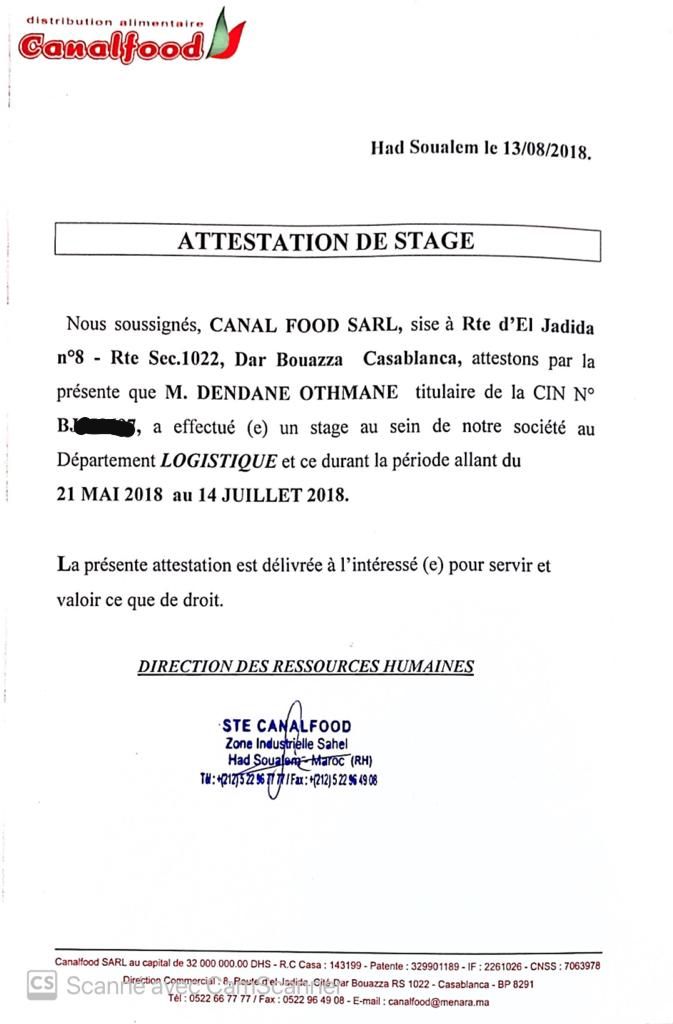 distribution alimentaire
Canalfood
Had Soualem le 13/08/2018.
ATTESTATION DE STAGE
Nous soussignés, CANAL FOOD SARL, sise à Rte d'El Jadida
n°8 - Rte Sec.1022, Dar Bouazza Casablanca, attestons par la
présente que M. DENDANE OTHMANE titulaire de la CIN N°
BJ, a effectué (e) un stage au sein de notre société au
Département LOGISTIQUE et ce durant la période allant du
21 MAI 2018 au 14 JUILLET 2018.
La présente attestation est délivrée à l'intéressé (e) pour servir et
valoir ce que de droit.
DIRECTION DES RESSOURCES HUMAINES
STE CANALFOOD
Zone Industrielle Sahel
Had Soualem-Maroc (RH)
Tél : +(212)5 22 96 77 77 / Fax : +(212)5 22 96 49 08
Canalfood SARL au capital de 32 000 000.00 DHS - R.C Casa : 143199 - Patente : 329901189 - IF : 2261026 - CNSS : 7063978
Direction Commercial : 8, Route d'el Jadida, Cité Dar Bouazza RS 1022 - Casablanca - BP 8291
Tél : 0522 66 77 77 / Fax : 0522 96 49 08 - E-mail : canalfood@menara.ma
CS Scanné avec CamScanner